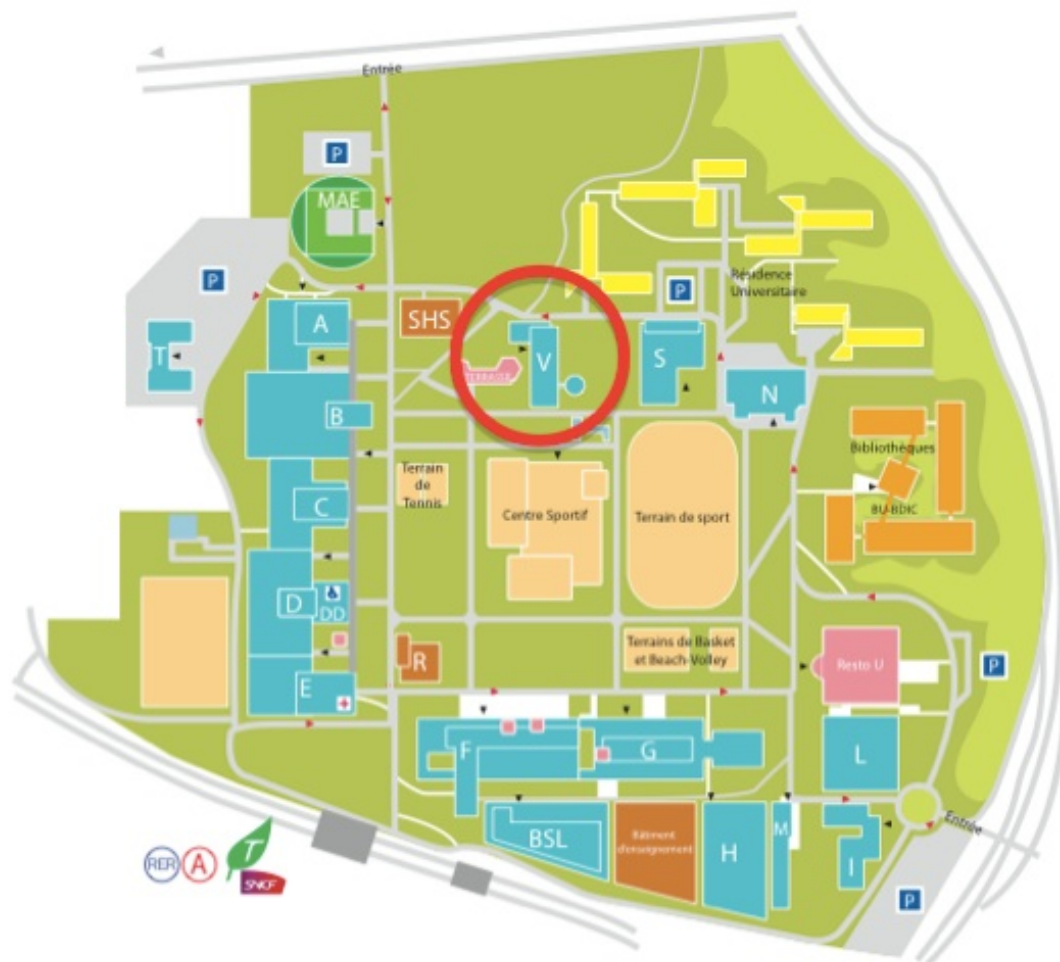 Entrée
P
MAE
P
A
SHS
T
TERRASSE
V
S
P
Résidence
Universitaire
N
B
Terrain
de
Tennis
C
Centre Sportif
Terrain de sport
Bibliothèques
BU-BDIC
D
DD
R
Terrains de Basket
et Beach-Volley
Resto U
P
E
F
G
L
BSL
Bâtiment
d'enseignement
H
M
I
Entrée
P
RER
A
T
SNCF